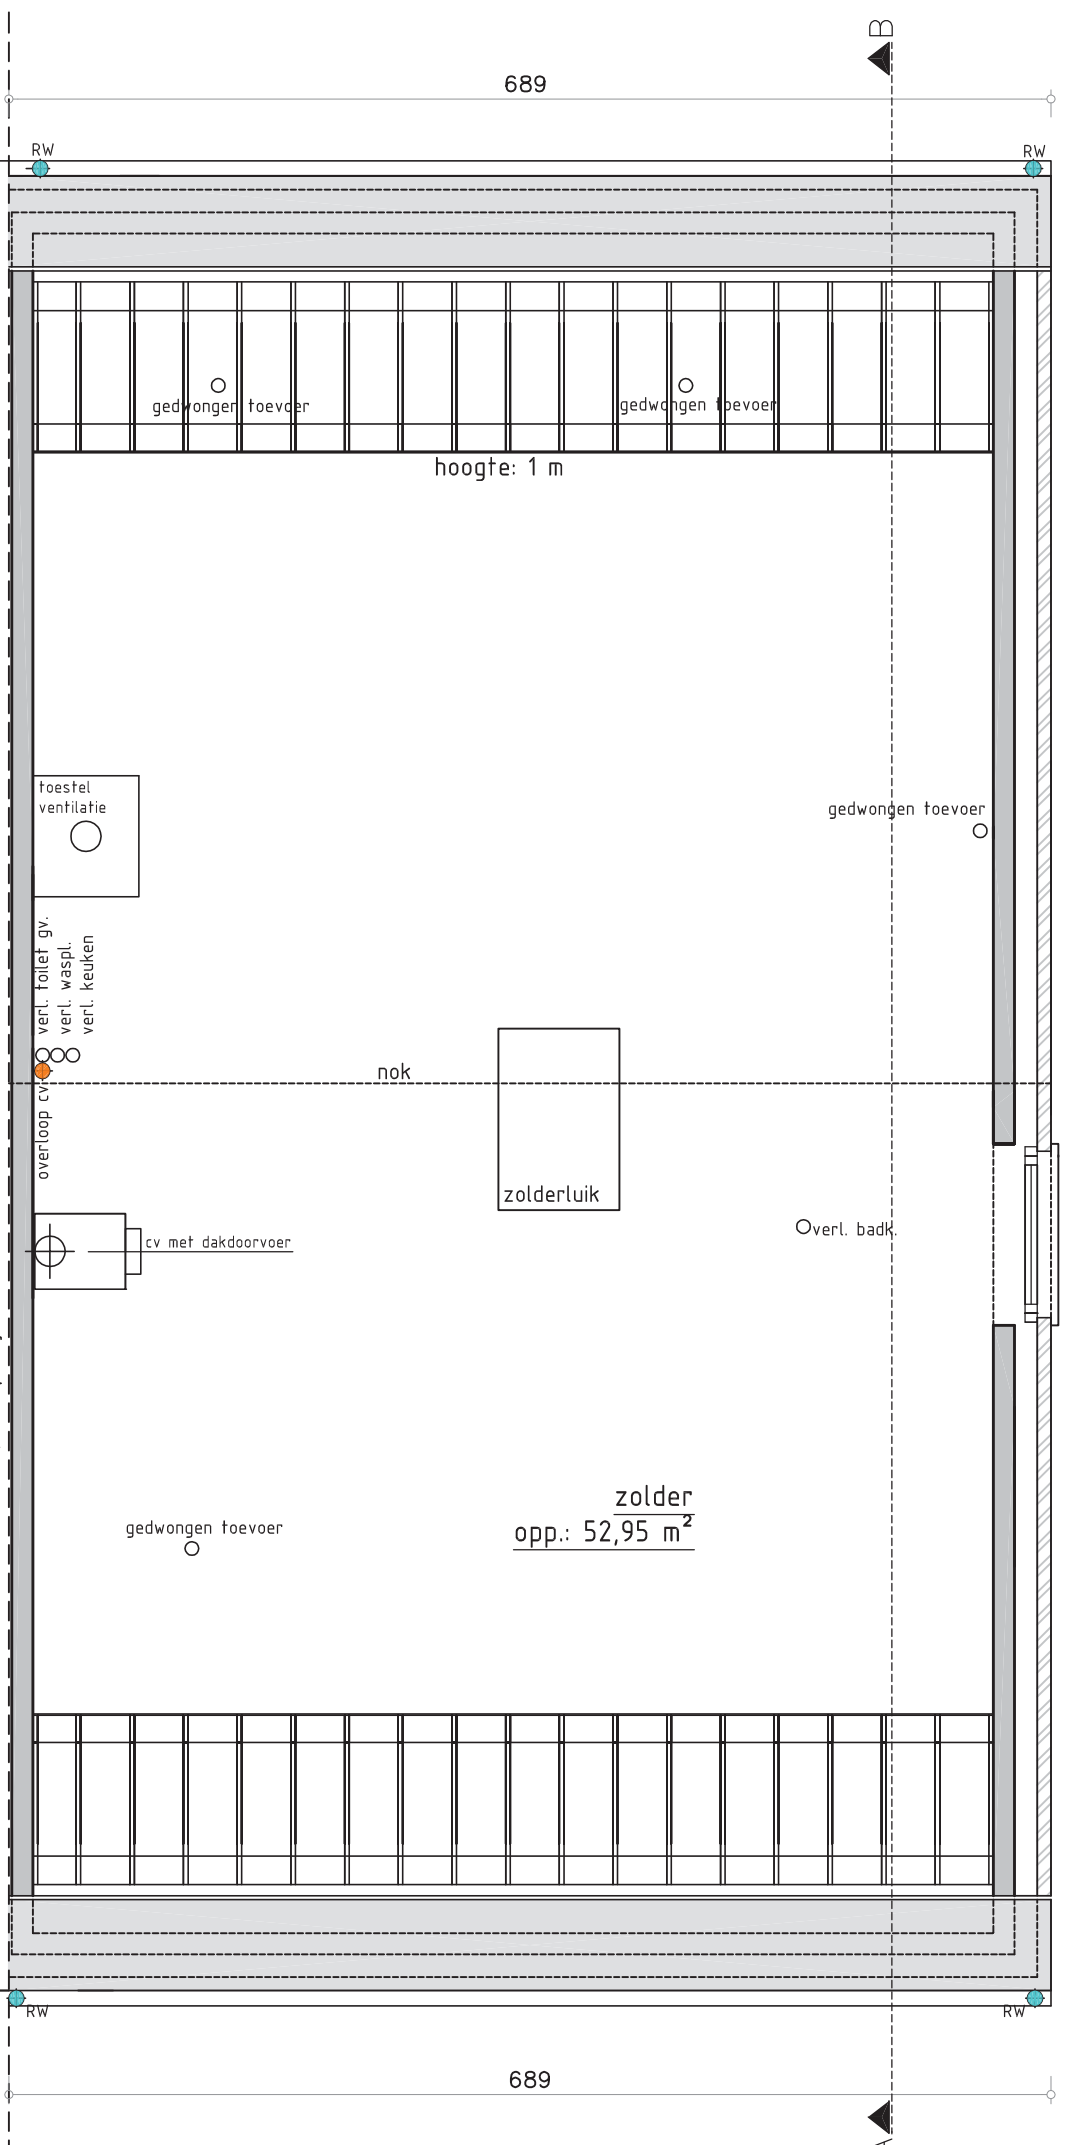 B
689
RW
RW
gedwongen toevoer
gedwongen toevoer
hoogte: 1 m
toestel
ventilatie
gedwongen toevoer
verl. toilet gv.
verl. waspl.
verl. keuken
nok
overloop cv
zolderluik
verl. badk.
cv met dakdoorvoer
zolder
opp.: 52,95 m²
gedwongen toevoer
RW
RW
689